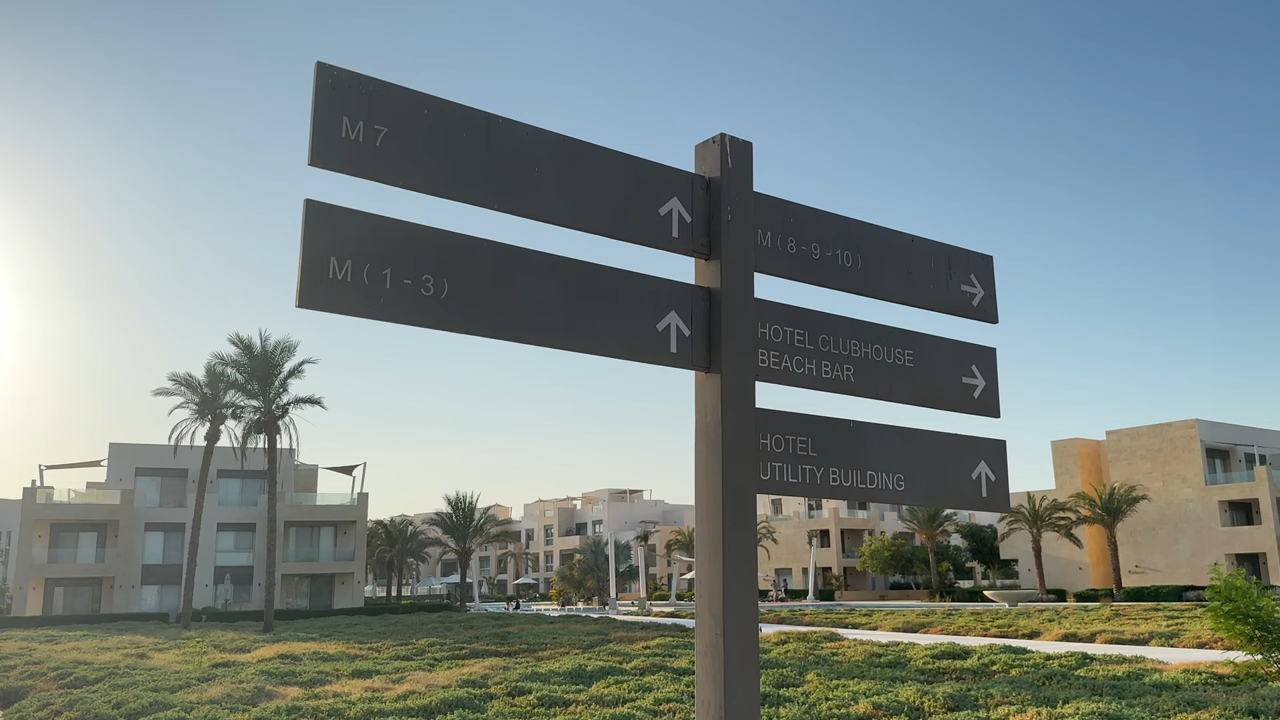 M 7
M ( 1 - 3 )
M ( 8 - 9 - 10 )
HOTEL CLUBHOUSE
BEACH BAR
HOTEL
UTILITY BUILDING